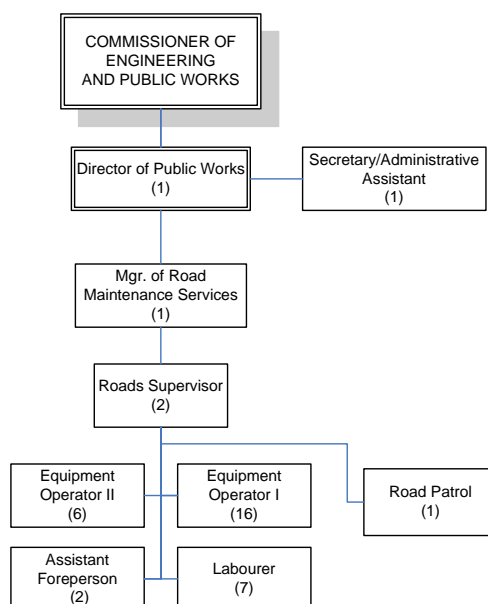 COMMISSIONER OF
ENGINEERING
AND PUBLIC WORKS
Director of Public Works
(1)
Secretary/Administrative
Assistant
(1)
Mgr. of Road
Maintenance Services
(1)
Roads Supervisor
(2)
Equipment
Operator II
(6)
Equipment
Operator I
(16)
Road Patrol
(1)
Assistant
Foreperson
(2)
Labourer
(7)